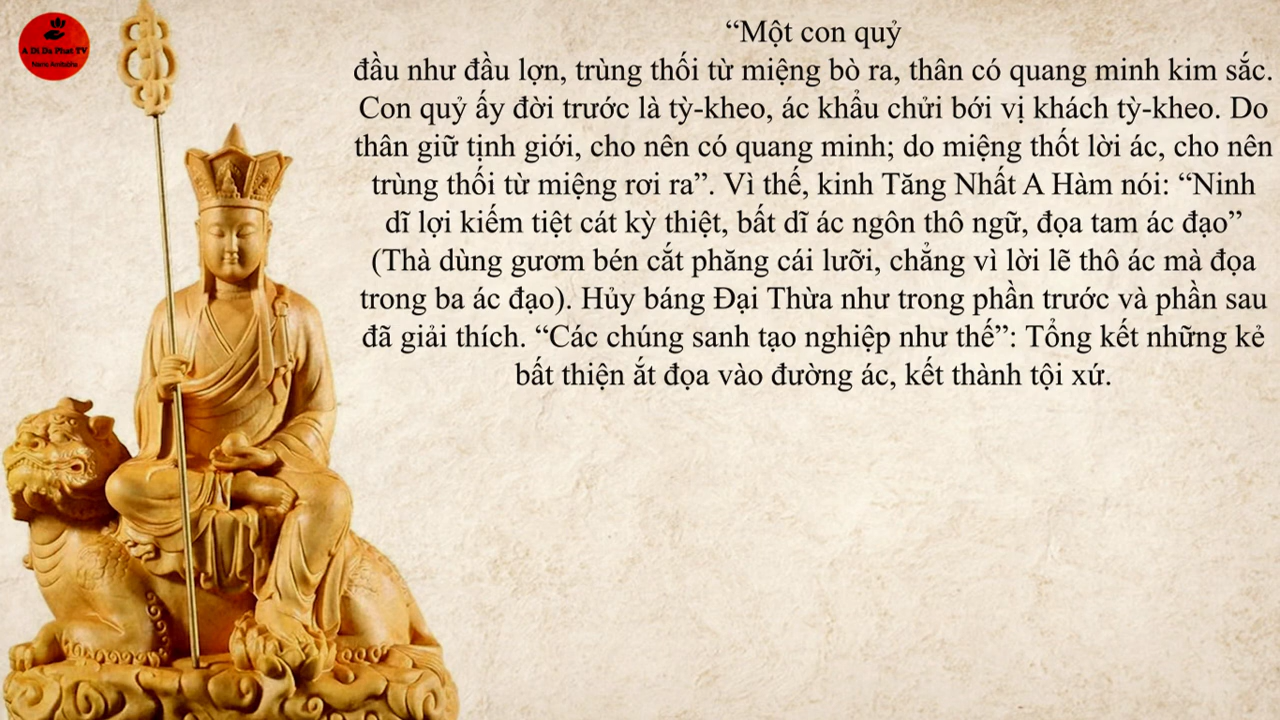 A Di Da Phat TV
Namo Amitabha
“Một con quỷ
đầu như đầu lợn, trùng thối từ miệng bò ra, thân có quang minh kim sắc.
Con quỷ ấy đời trước là tỳ-kheo, ác khẩu chửi bới vị khách tỳ-kheo. Do
thân giữ tịnh giới, cho nên có quang minh; do miệng thốt lời ác, cho nên
trùng thối từ miệng rơi ra”. Vì thế, kinh Tăng Nhất A Hàm nói: “Ninh
dĩ lợi kiếm tiệt cát kỳ thiệt, bất dĩ ác ngôn thô ngữ, đọa tam ác đạo”
(Thà dùng gươm bén cắt phăng cái lưỡi, chẳng vì lời lẽ thô ác mà đọa
trong ba ác đạo). Hủy báng Đại Thừa như trong phần trước và phần sau
đã giải thích. “Các chúng sanh tạo nghiệp như thế”: Tổng kết những kẻ
bất thiện ắt đọa vào đường ác, kết thành tội xứ.